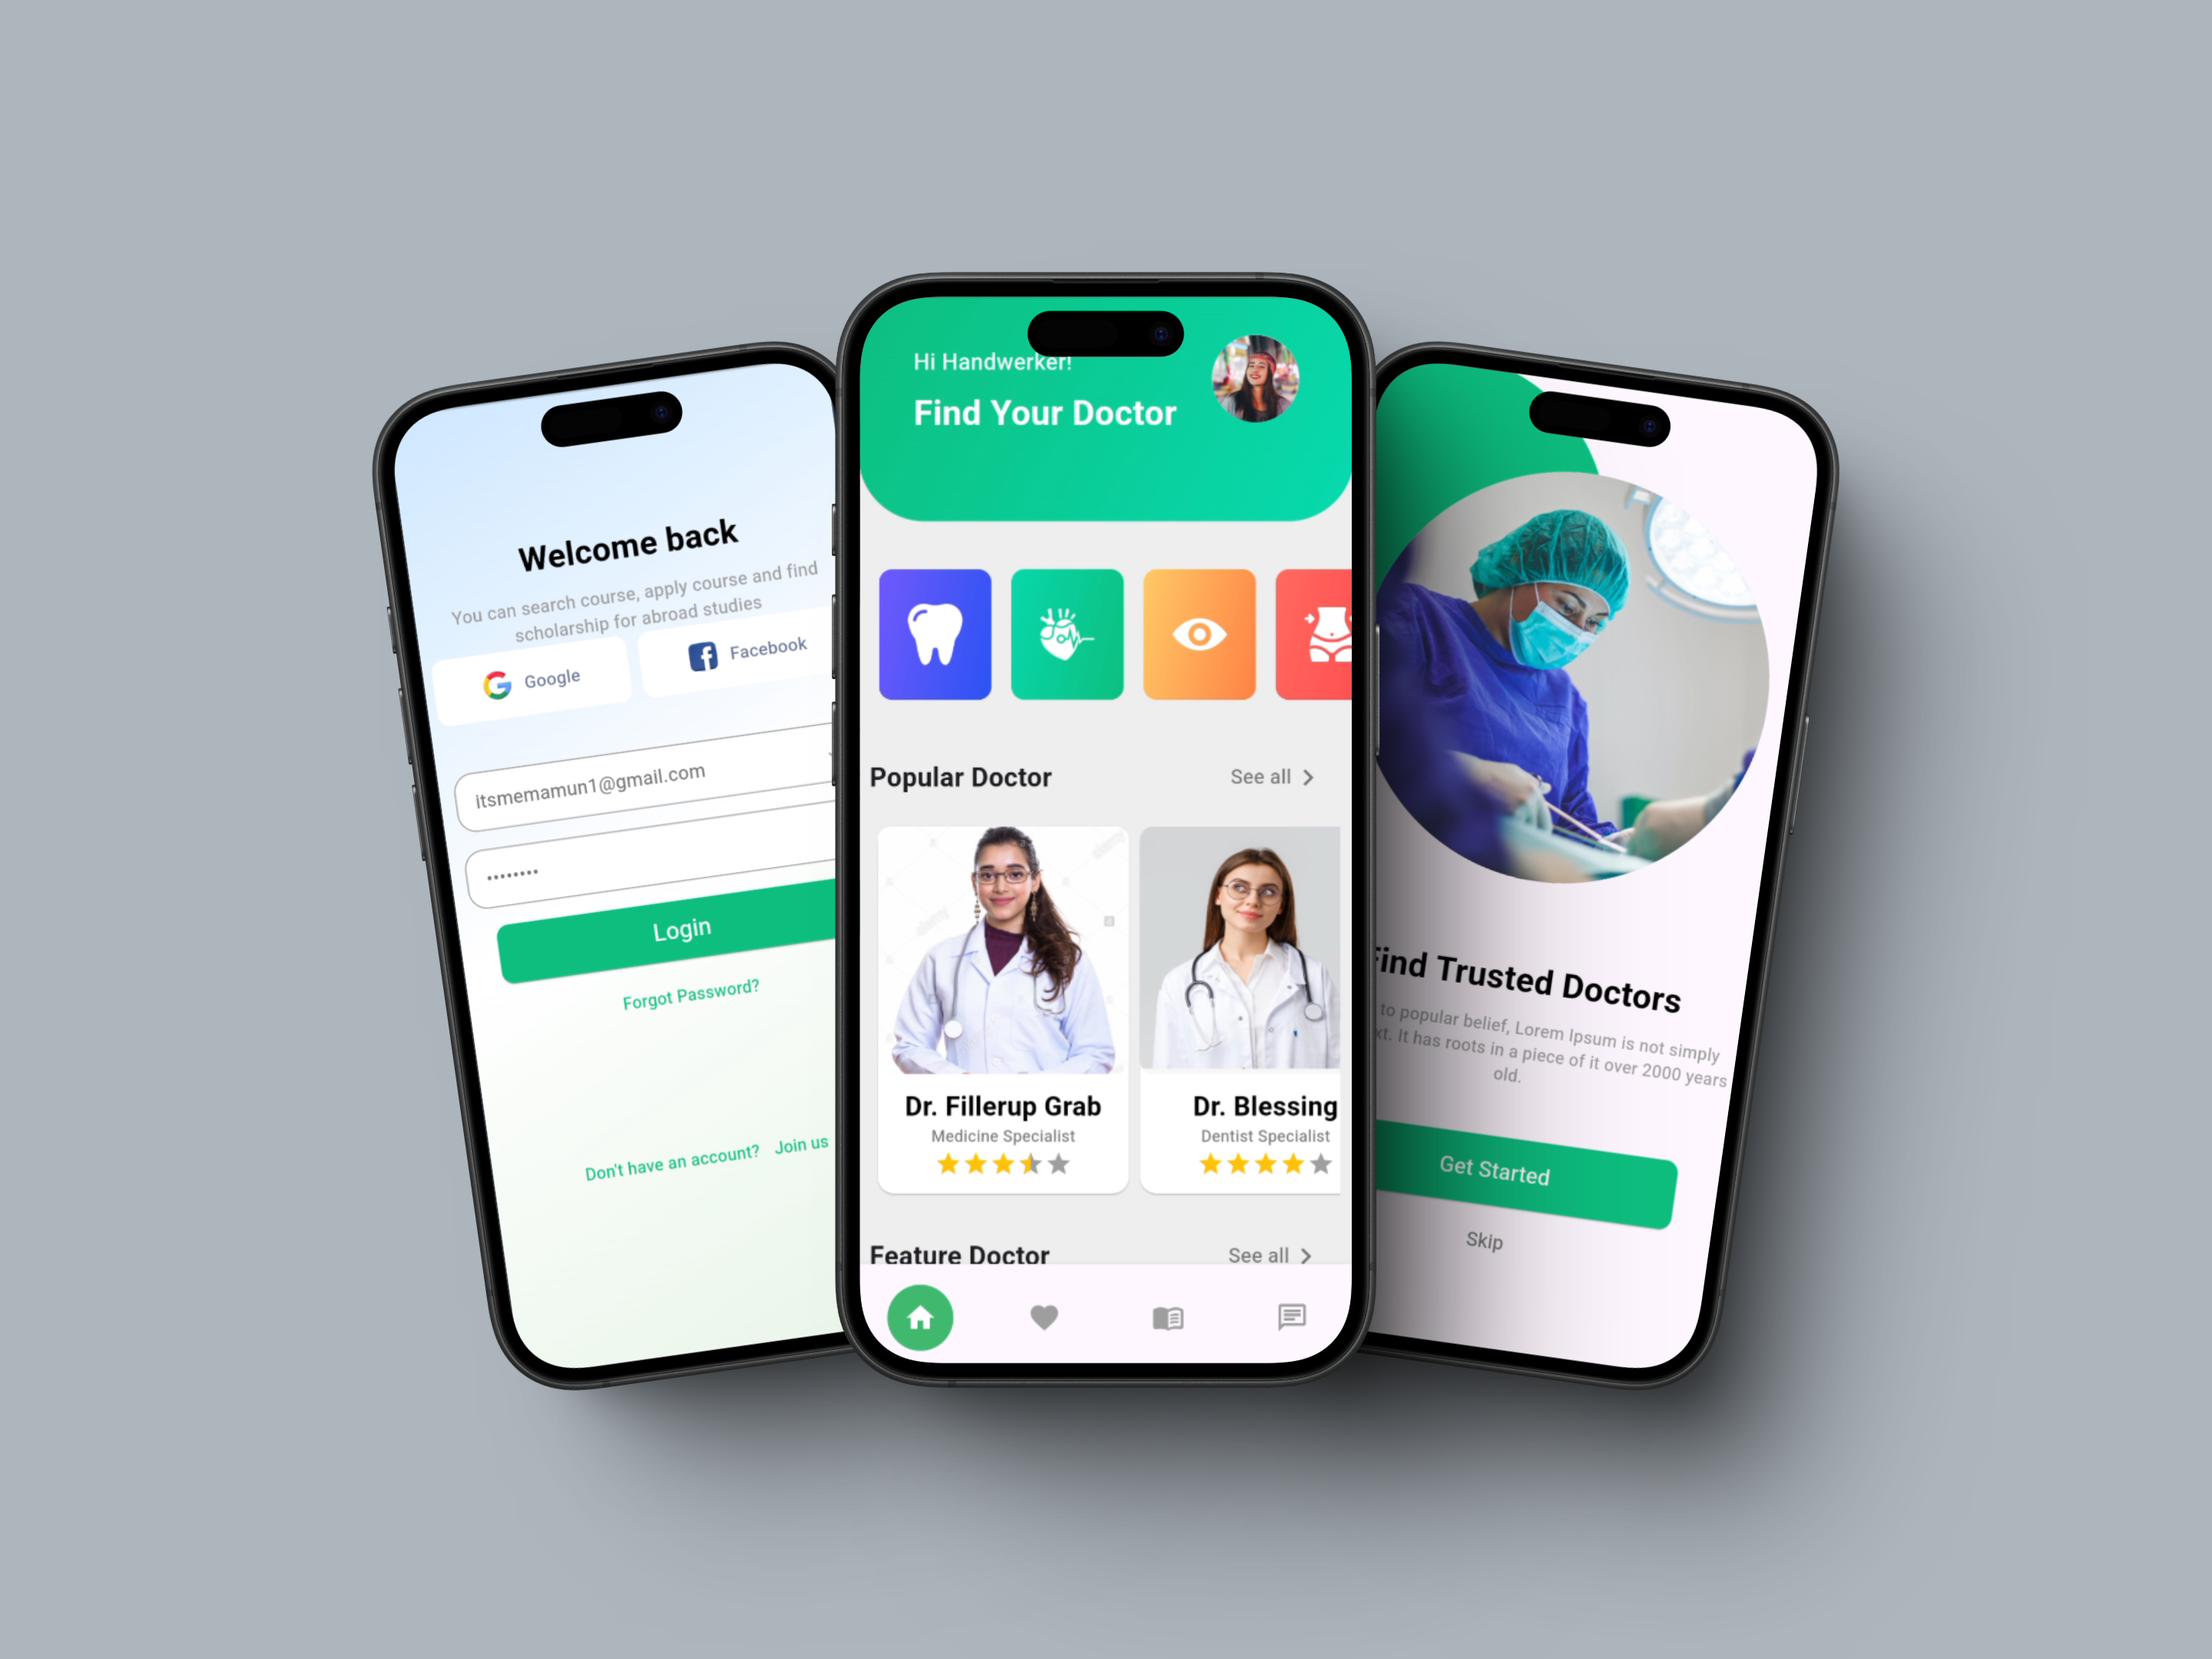 Welcome back
You can search course, apply course and find
scholarship for abroad studies
Google
Facebook
itsmemamun1@gmail.com
••••••••
Login
Forgot Password?
Don't have an account? Join us
Hi Handwerker!
Find Your Doctor
Popular Doctor
See all
Dr. Fillerup Grab
Medicine Specialist
Dr. Blessing
Dentist Specialist
Feature Doctor
See all
Find Trusted Doctors
to popular belief, Lorem Ipsum is not simply
It has roots in a piece of it over 2000 years
old.
Get Started
Skip